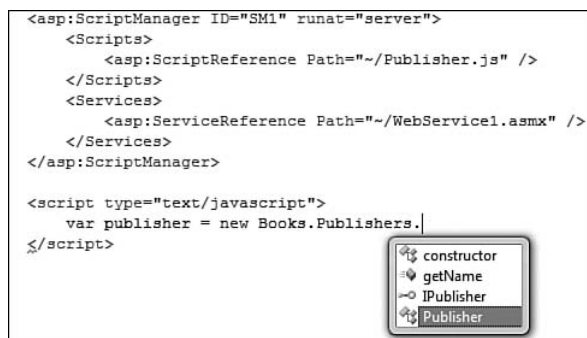 <asp:ScriptManager ID="SM1" runat="server">
<Scripts>
<asp:ScriptReference Path="~/Publisher.js" />
</Scripts>
<Services>
<asp:ServiceReference Path="~/WebService1.asmx" />
</Services>
</asp:ScriptManager>
<script type="text/javascript">
var publisher = new Books.Publishers.
</script>
constructor
getName
IPublisher
Publisher